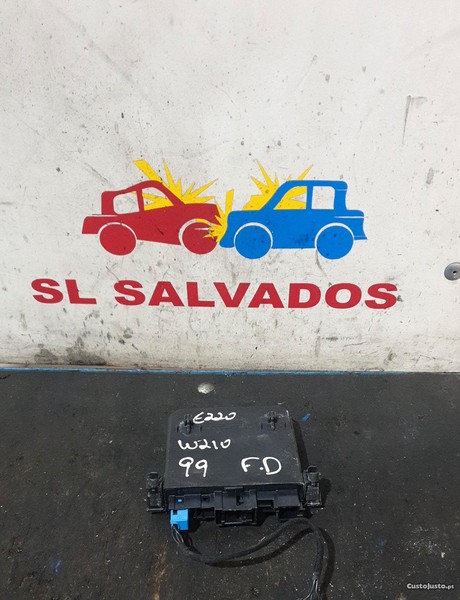 SL SALVADOS
E220
W210
99 F.D
CustoJusto.pt